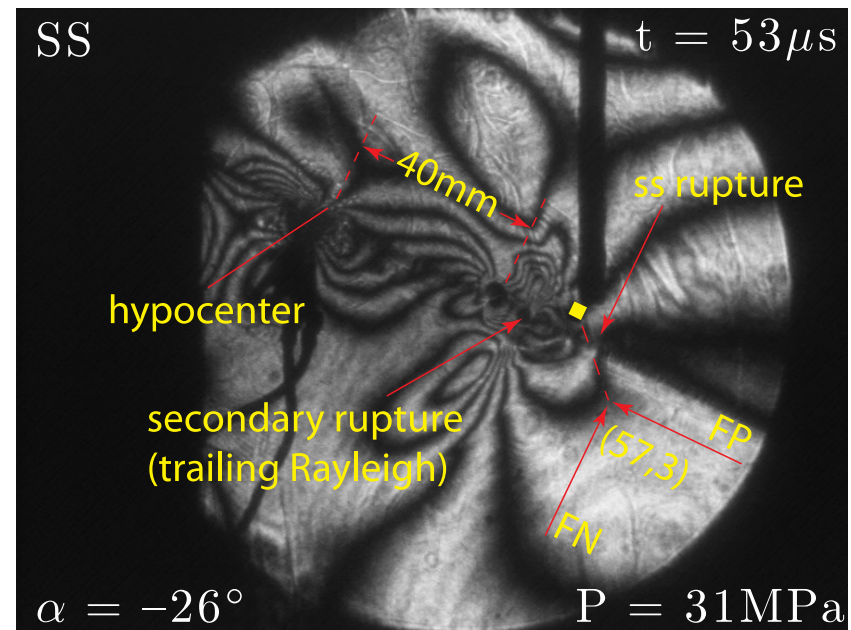 SS
t = 53μs
40mm
ss rupture
hypocenter
secondary rupture
(trailing Rayleigh)
FP
(57,3)
FN
α = −26°
P = 31MPa